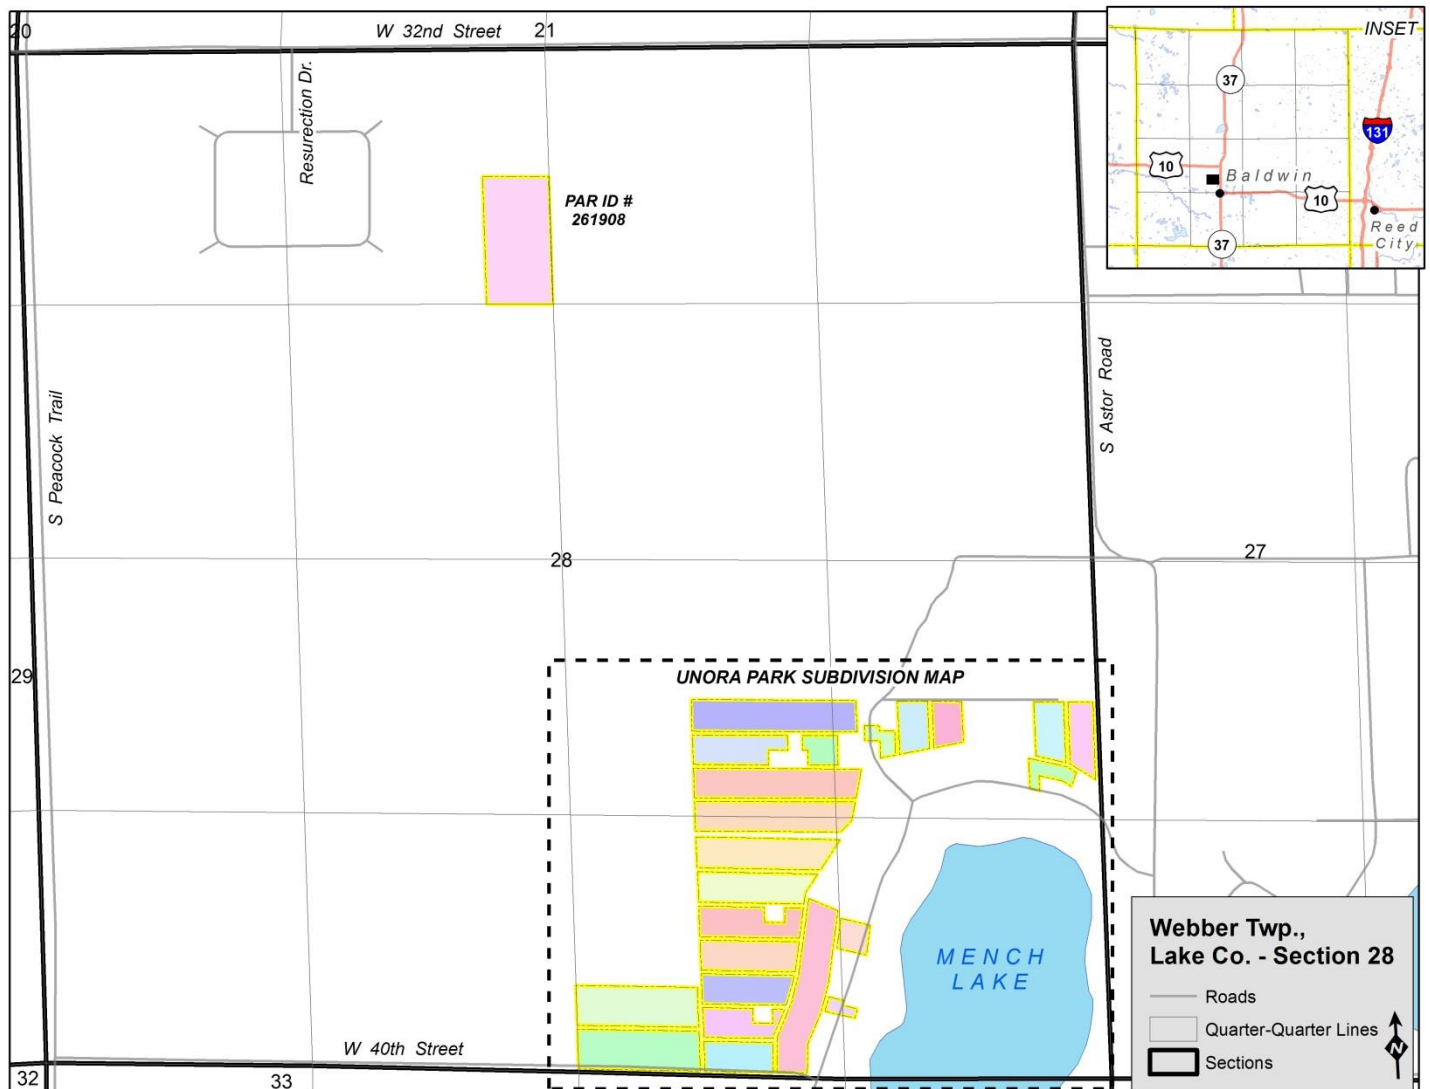 20
W 32nd Street
21
INSET
37
131
10
Baldwin
10
Reed
City
37
Resurection Dr.
PAR ID #
261908
S Peacock Trail
S Astor Road
28
27
29
UNORA PARK SUBDIVISION MAP
MENCH
LAKE
W 40th Street
32
33
Webber Twp.,
Lake Co. - Section 28
Roads
Quarter-Quarter Lines
Sections
N